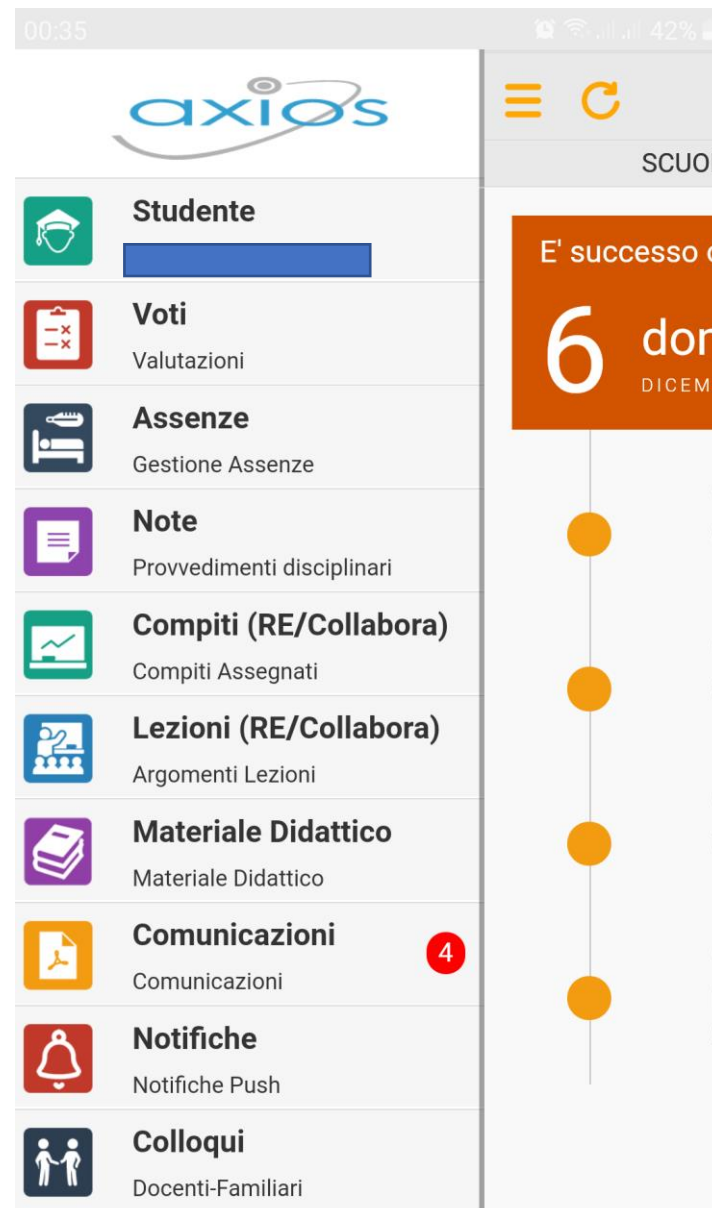 00:35
42%
axios
SCUO
Studente
E' successo
6
DICEM
Voti
Valutazioni
Assenze
Gestione Assenze
Note
Provvedimenti disciplinari
Compiti (RE/Collabora)
Compiti Assegnati
Lezioni (RE/Collabora)
Argomenti Lezioni
Materiale Didattico
Materiale Didattico
Comunicazioni
4
Comunicazioni
Notifiche
Notifiche Push
Colloqui
Docenti-Familiari